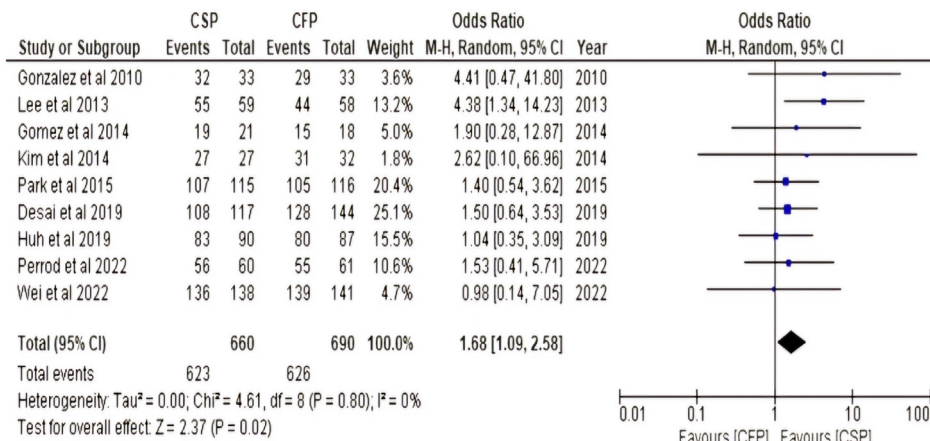 CSP CFP Odds Ratio Odds Ratio
Study or Subgroup Events Total Events Total Weight M-H, Random, 95% CI Year M-H, Random, 95% CI
Gonzalez et al 2010 32 33 29 33 3.6% 4.41 [0.47, 41.80] 2010
Lee et al 2013 55 59 44 58 13.2% 4.38 [1.34, 14.23] 2013
Gomez et al 2014 19 21 15 18 5.0% 1.90 [0.28, 12.87] 2014
Kim et al 2014 27 27 31 32 1.8% 2.62 [0.10, 66.96] 2014
Park et al 2015 107 115 105 116 20.4% 1.40 [0.54, 3.62] 2015
Desai et al 2019 108 117 128 144 25.1% 1.50 [0.64, 3.53] 2019
Huh et al 2019 83 90 80 87 15.5% 1.04 [0.35, 3.09] 2019
Perrod et al 2022 56 60 55 61 10.6% 1.53 [0.41, 5.71] 2022
Wei et al 2022 136 138 139 141 4.7% 0.98 [0.14, 7.05] 2022
Total (95% CI) 660 690 100.0% 1.68 [1.09, 2.58]
Total events 623 626
Heterogeneity: Tau² = 0.00; Chi² = 4.61, df = 8 (P = 0.80); I² = 0%
Test for overall effect: Z = 2.37 (P = 0.02)
0.01 0.1 1 10 100
Favours [CFP] Favours [CSP]